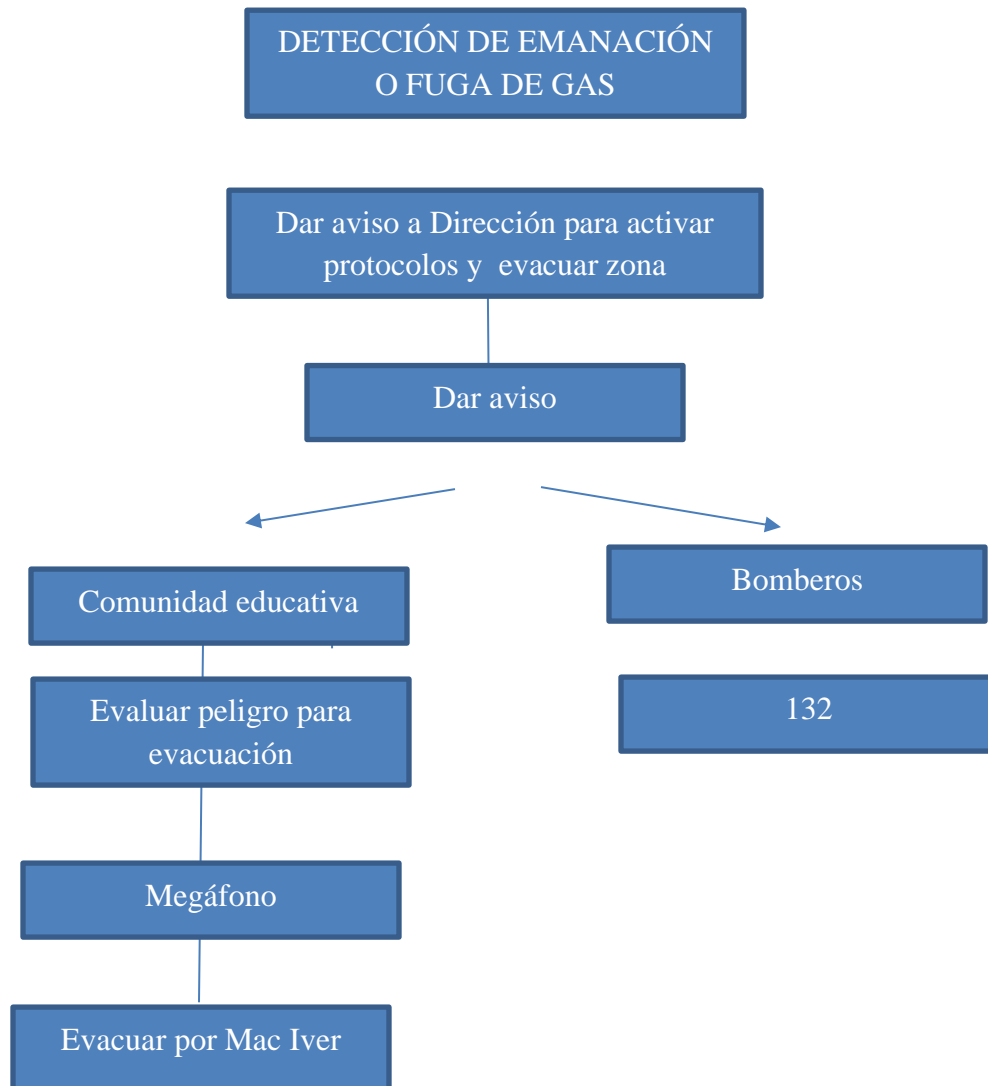 DETECCIÓN DE EMANACIÓN
O FUGA DE GAS
Dar aviso a Dirección para activar
protocolos y  evacuar zona
Dar aviso
Comunidad educativa
Bomberos
Evaluar peligro para
evacuación
132
Megáfono
Evacuar por Mac Iver